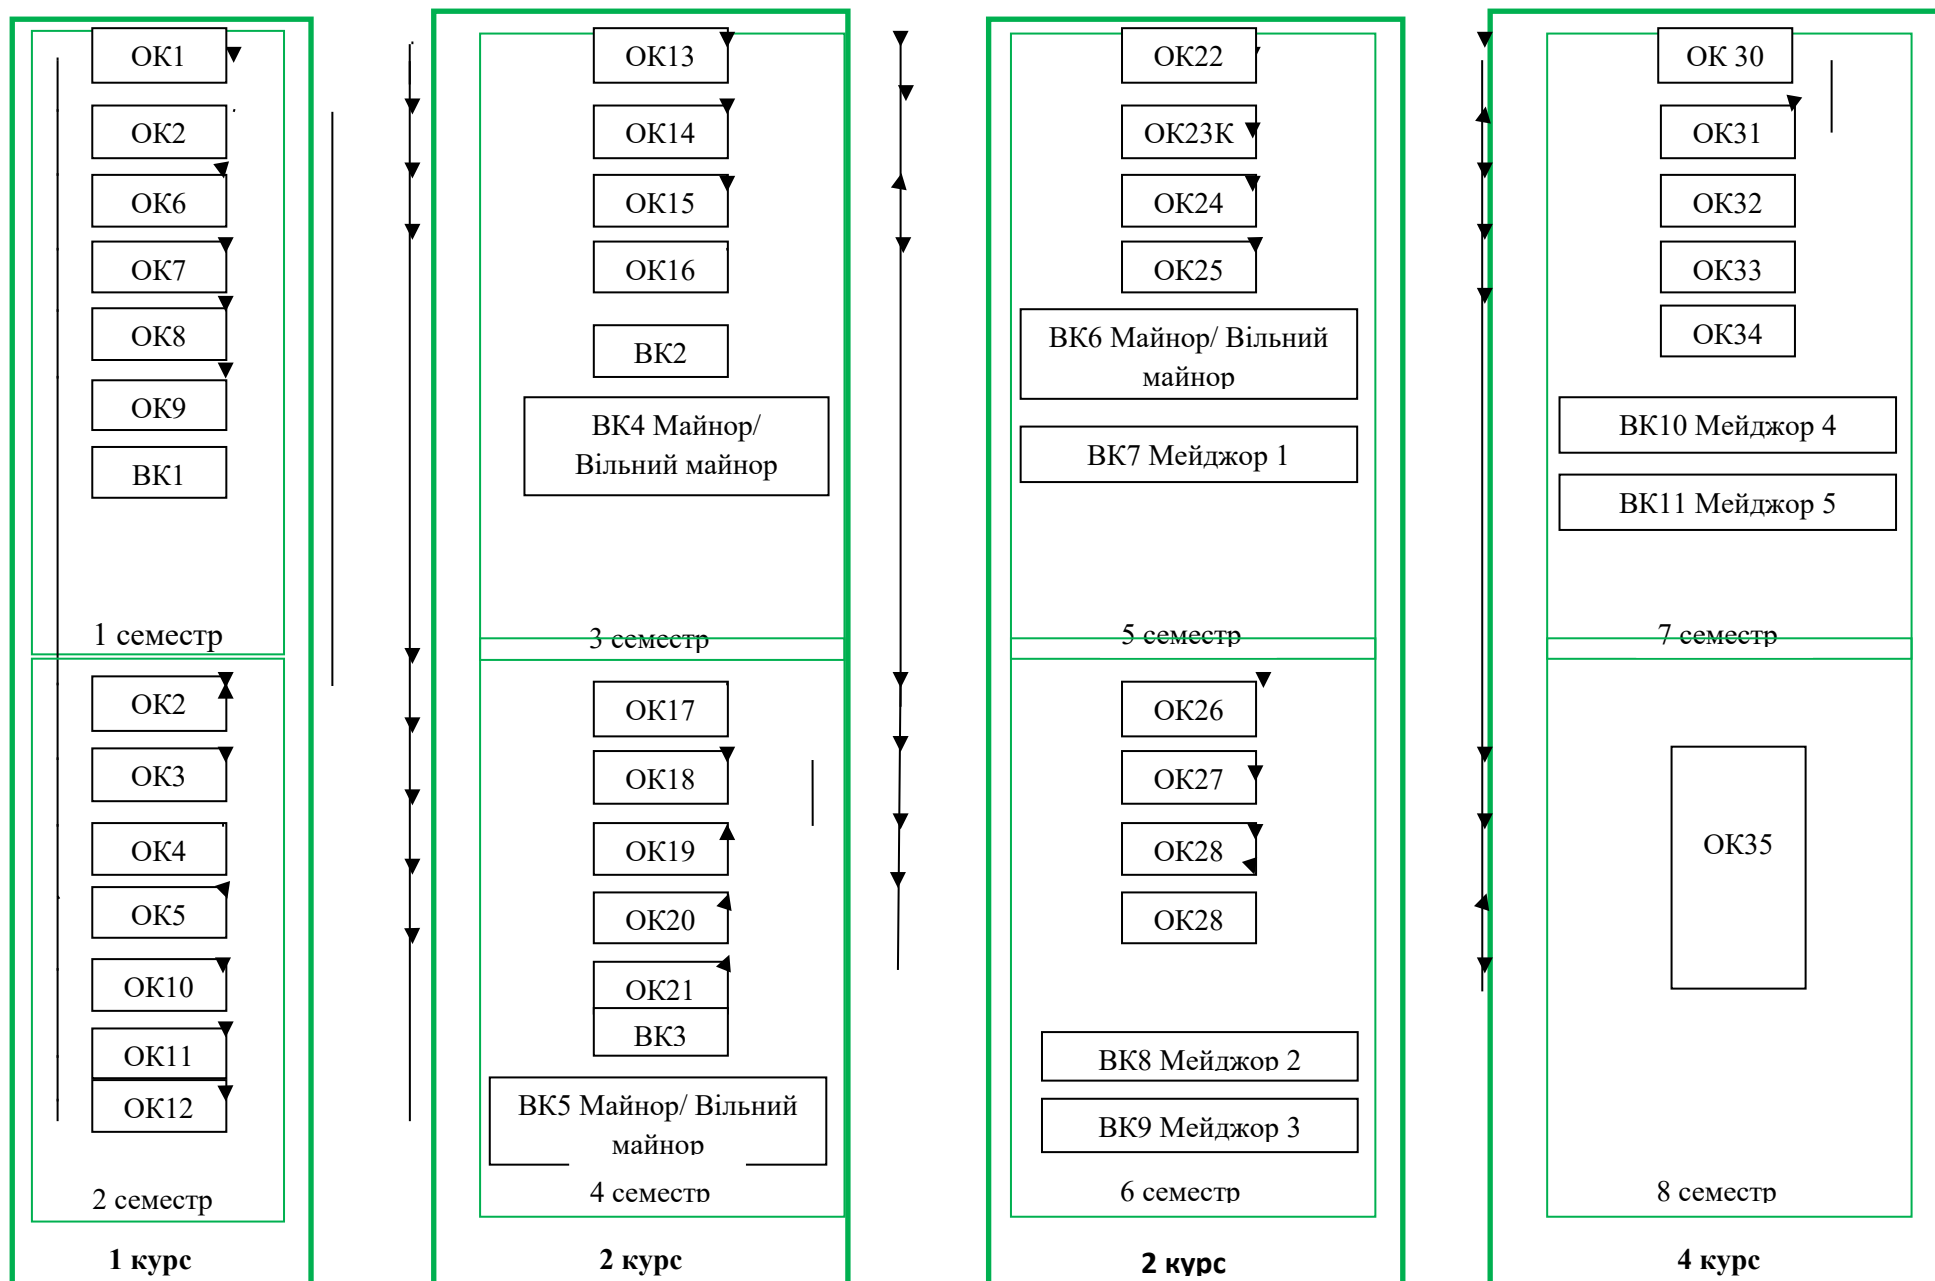 ОК1
ОК2
ОК6
ОК7
ОК8
ОК9
ВК1
1 семестр
ОК2
ОК3
ОК4
ОК5
ОК10
ОК11
ОК12
2 семестр
1 курс
ОК13
ОК14
ОК15
ОК16
ВК2
ВК4 Майнор/
Вільний майнор
3 семестр
ОК17
ОК18
ОК19
ОК20
ОК21
ВК3
ВК5 Майнор/ Вільний
майнор
4 семестр
2 курс
ОК22
ОК23К
ОК24
ОК25
ВК6 Майнор/ Вільний
майнор
ВК7 Мейджор 1
5 семестр
ОК26
ОК27
ОК28
ОК28
ВК8 Мейджор 2
ВК9 Мейджор 3
6 семестр
2 курс
ОК 30
ОК31
ОК32
ОК33
ОК34
ВК10 Мейджор 4
ВК11 Мейджор 5
7 семестр
ОК35
8 семестр
4 курс